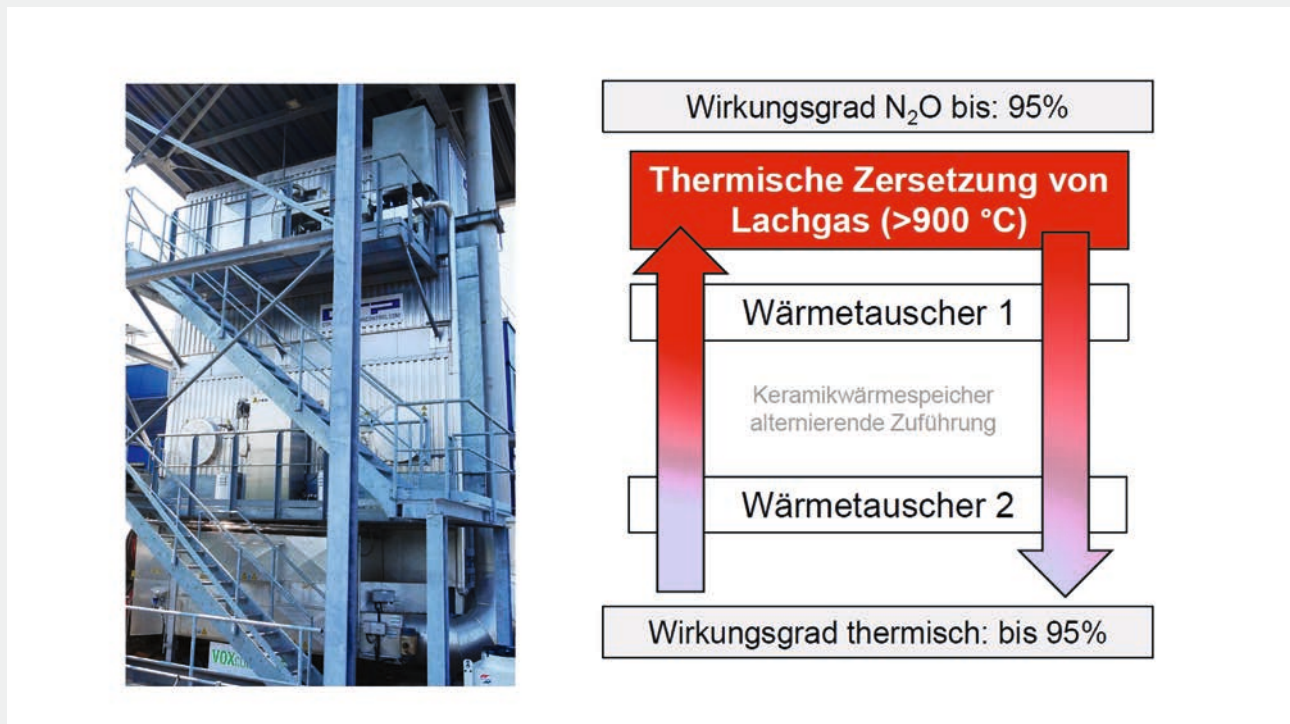 Wirkungsgrad N₂O bis: 95%
Thermische Zersetzung von
Lachgas (>900 °C)
Wärmetauscher 1
Keramikwärmespeicher
alternierende Zuführung
Wärmetauscher 2
Wirkungsgrad thermisch: bis 95%